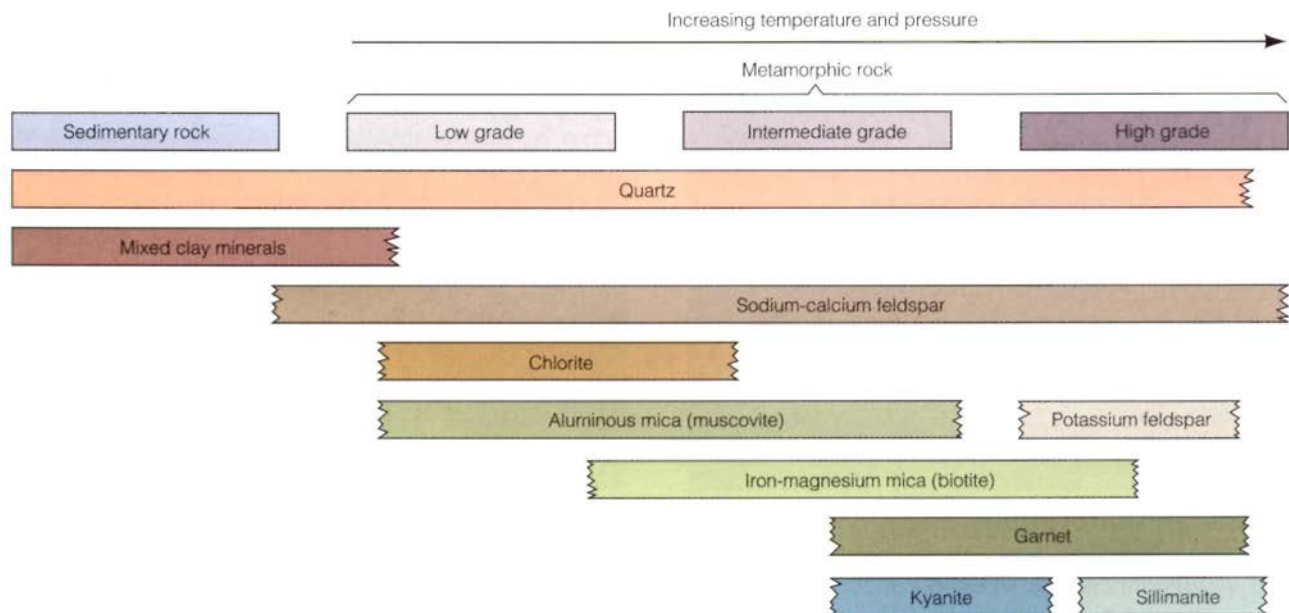 Increasing temperature and pressure
Metamorphic rock
Sedimentary rock
Low grade
Intermediate grade
High grade
Quartz
Mixed clay minerals
Sodium-calcium feldspar
Chlorite
Aluminous mica (muscovite)
Potassium feldspar
Iron-magnesium mica (biotite)
Garnet
Kyanite
Sillimanite